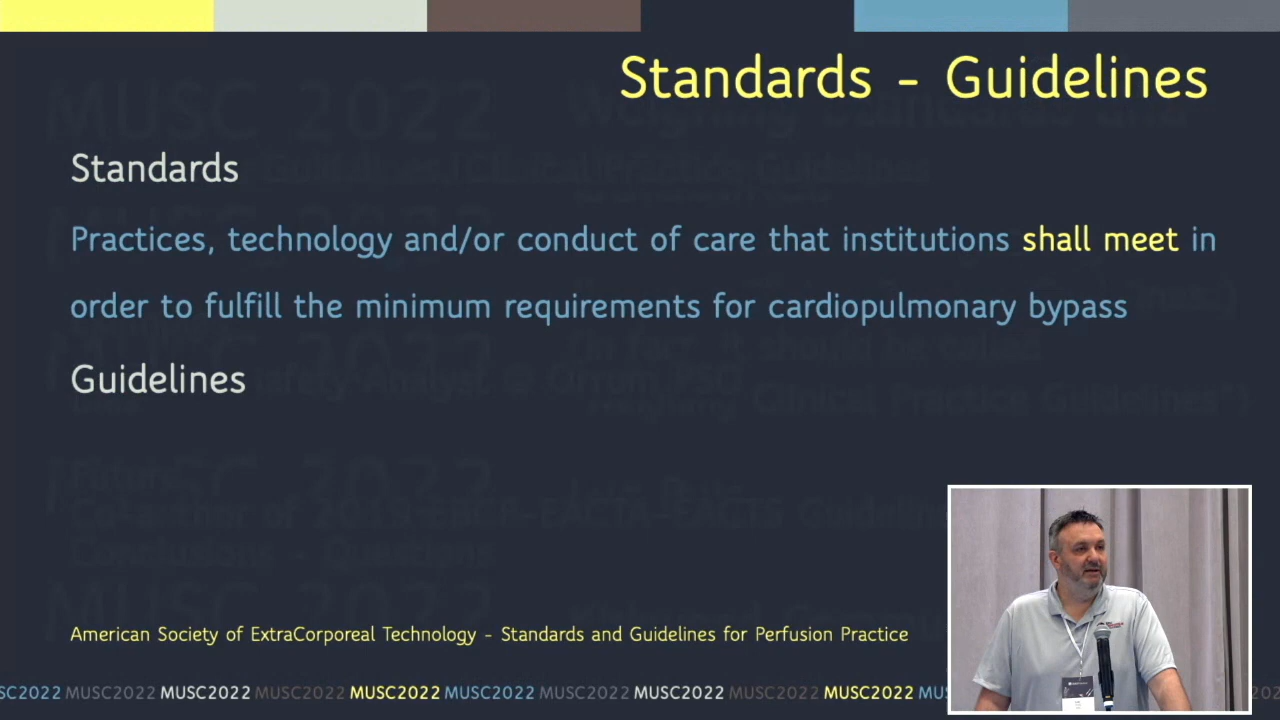 Standards - Guidelines
Standards
Practices, technology and/or conduct of care that institutions shall meet in
order to fulfill the minimum requirements for cardiopulmonary bypass
Guidelines
American Society of ExtraCorporeal Technology - Standards and Guidelines for Perfusion Practice
SC2022 MUSC2022 MUSC2022 MUSC2022 MUSC2022 MUSC2022 MUSC2022 MUSC2022 MUSC2022 MUSC2022